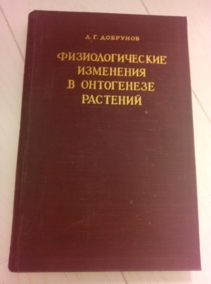 Л. Г. ДОБРУНОВ
ФИЗИОЛОГИЧЕСКИЕ
ИЗМЕНЕНИЯ
В ОНТОГЕНЕЗЕ
РАСТЕНИЙ